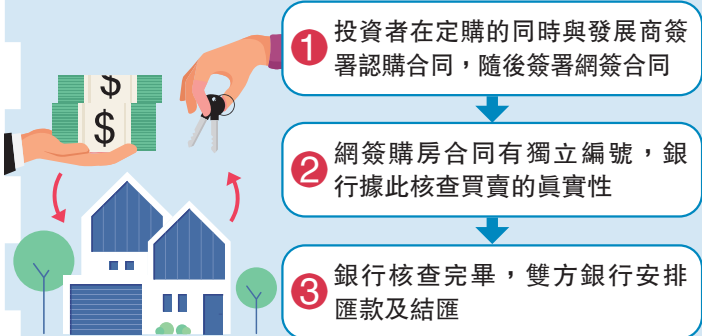 1 投資者在定購的同時與發展商簽
署認購合同，隨後簽署網簽合同
2 網簽購房合同有獨立編號，銀
行據此核查買賣的眞實性
3 銀行核查完畢，雙方銀行安排
匯款及結匯
$
$